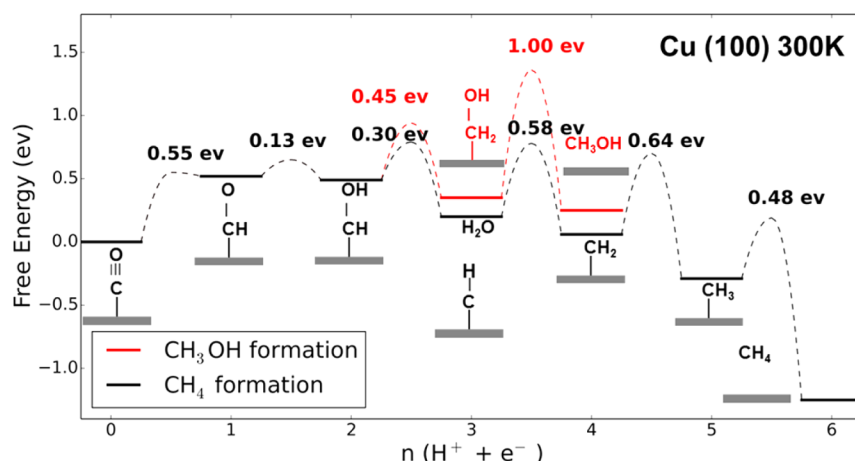 Cu (100) 300K
Free Energy (ev)
1.5
1.0
0.5
0.0
−0.5
−1.0
0.55 ev
0.13 ev
0.45 ev
0.30 ev
1.00 ev
0.58 ev
0.64 ev
0.48 ev
O
C
O
CH
OH
CH
OH
CH₂
H₂O
H
C
CH₃OH
CH₂
CH₃
CH₄
CH₃OH formation
CH₄ formation
0 1 2 3 4 5 6
n (H⁺ + e⁻ )